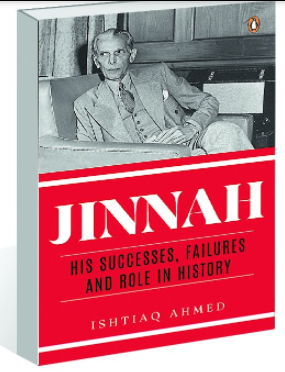 JINNAH
HIS SUCCESSES, FAILURES
AND ROLE IN HISTORY
ISHTIAQ AHMED